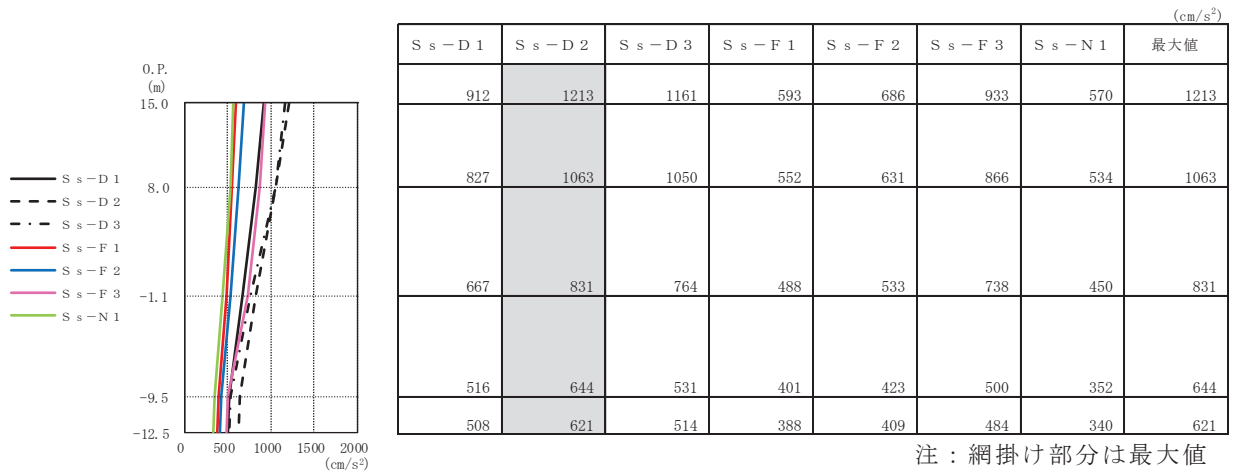 (cm/s²)
Ｓｓ－Ｄ１ Ｓｓ－Ｄ２ Ｓｓ－Ｄ３ Ｓｓ－Ｆ１ Ｓｓ－Ｆ２ Ｓｓ－Ｆ３ Ｓｓ－Ｎ１ 最大値
912 1213 1161 593 686 933 570 1213
827 1063 1050 552 631 866 534 1063
667 831 764 488 533 738 450 831
516 644 531 401 423 500 352 644
508 621 514 388 409 484 340 621
注：網掛け部分は最大値
O.P.
(m)
15.0
8.0
-1.1
-9.5
-12.5
0 500 1000 1500 2000
(cm/s²)
Ｓｓ－Ｄ１
Ｓｓ－Ｄ２
Ｓｓ－Ｄ３
Ｓｓ－Ｆ１
Ｓｓ－Ｆ２
Ｓｓ－Ｆ３
Ｓｓ－Ｎ１